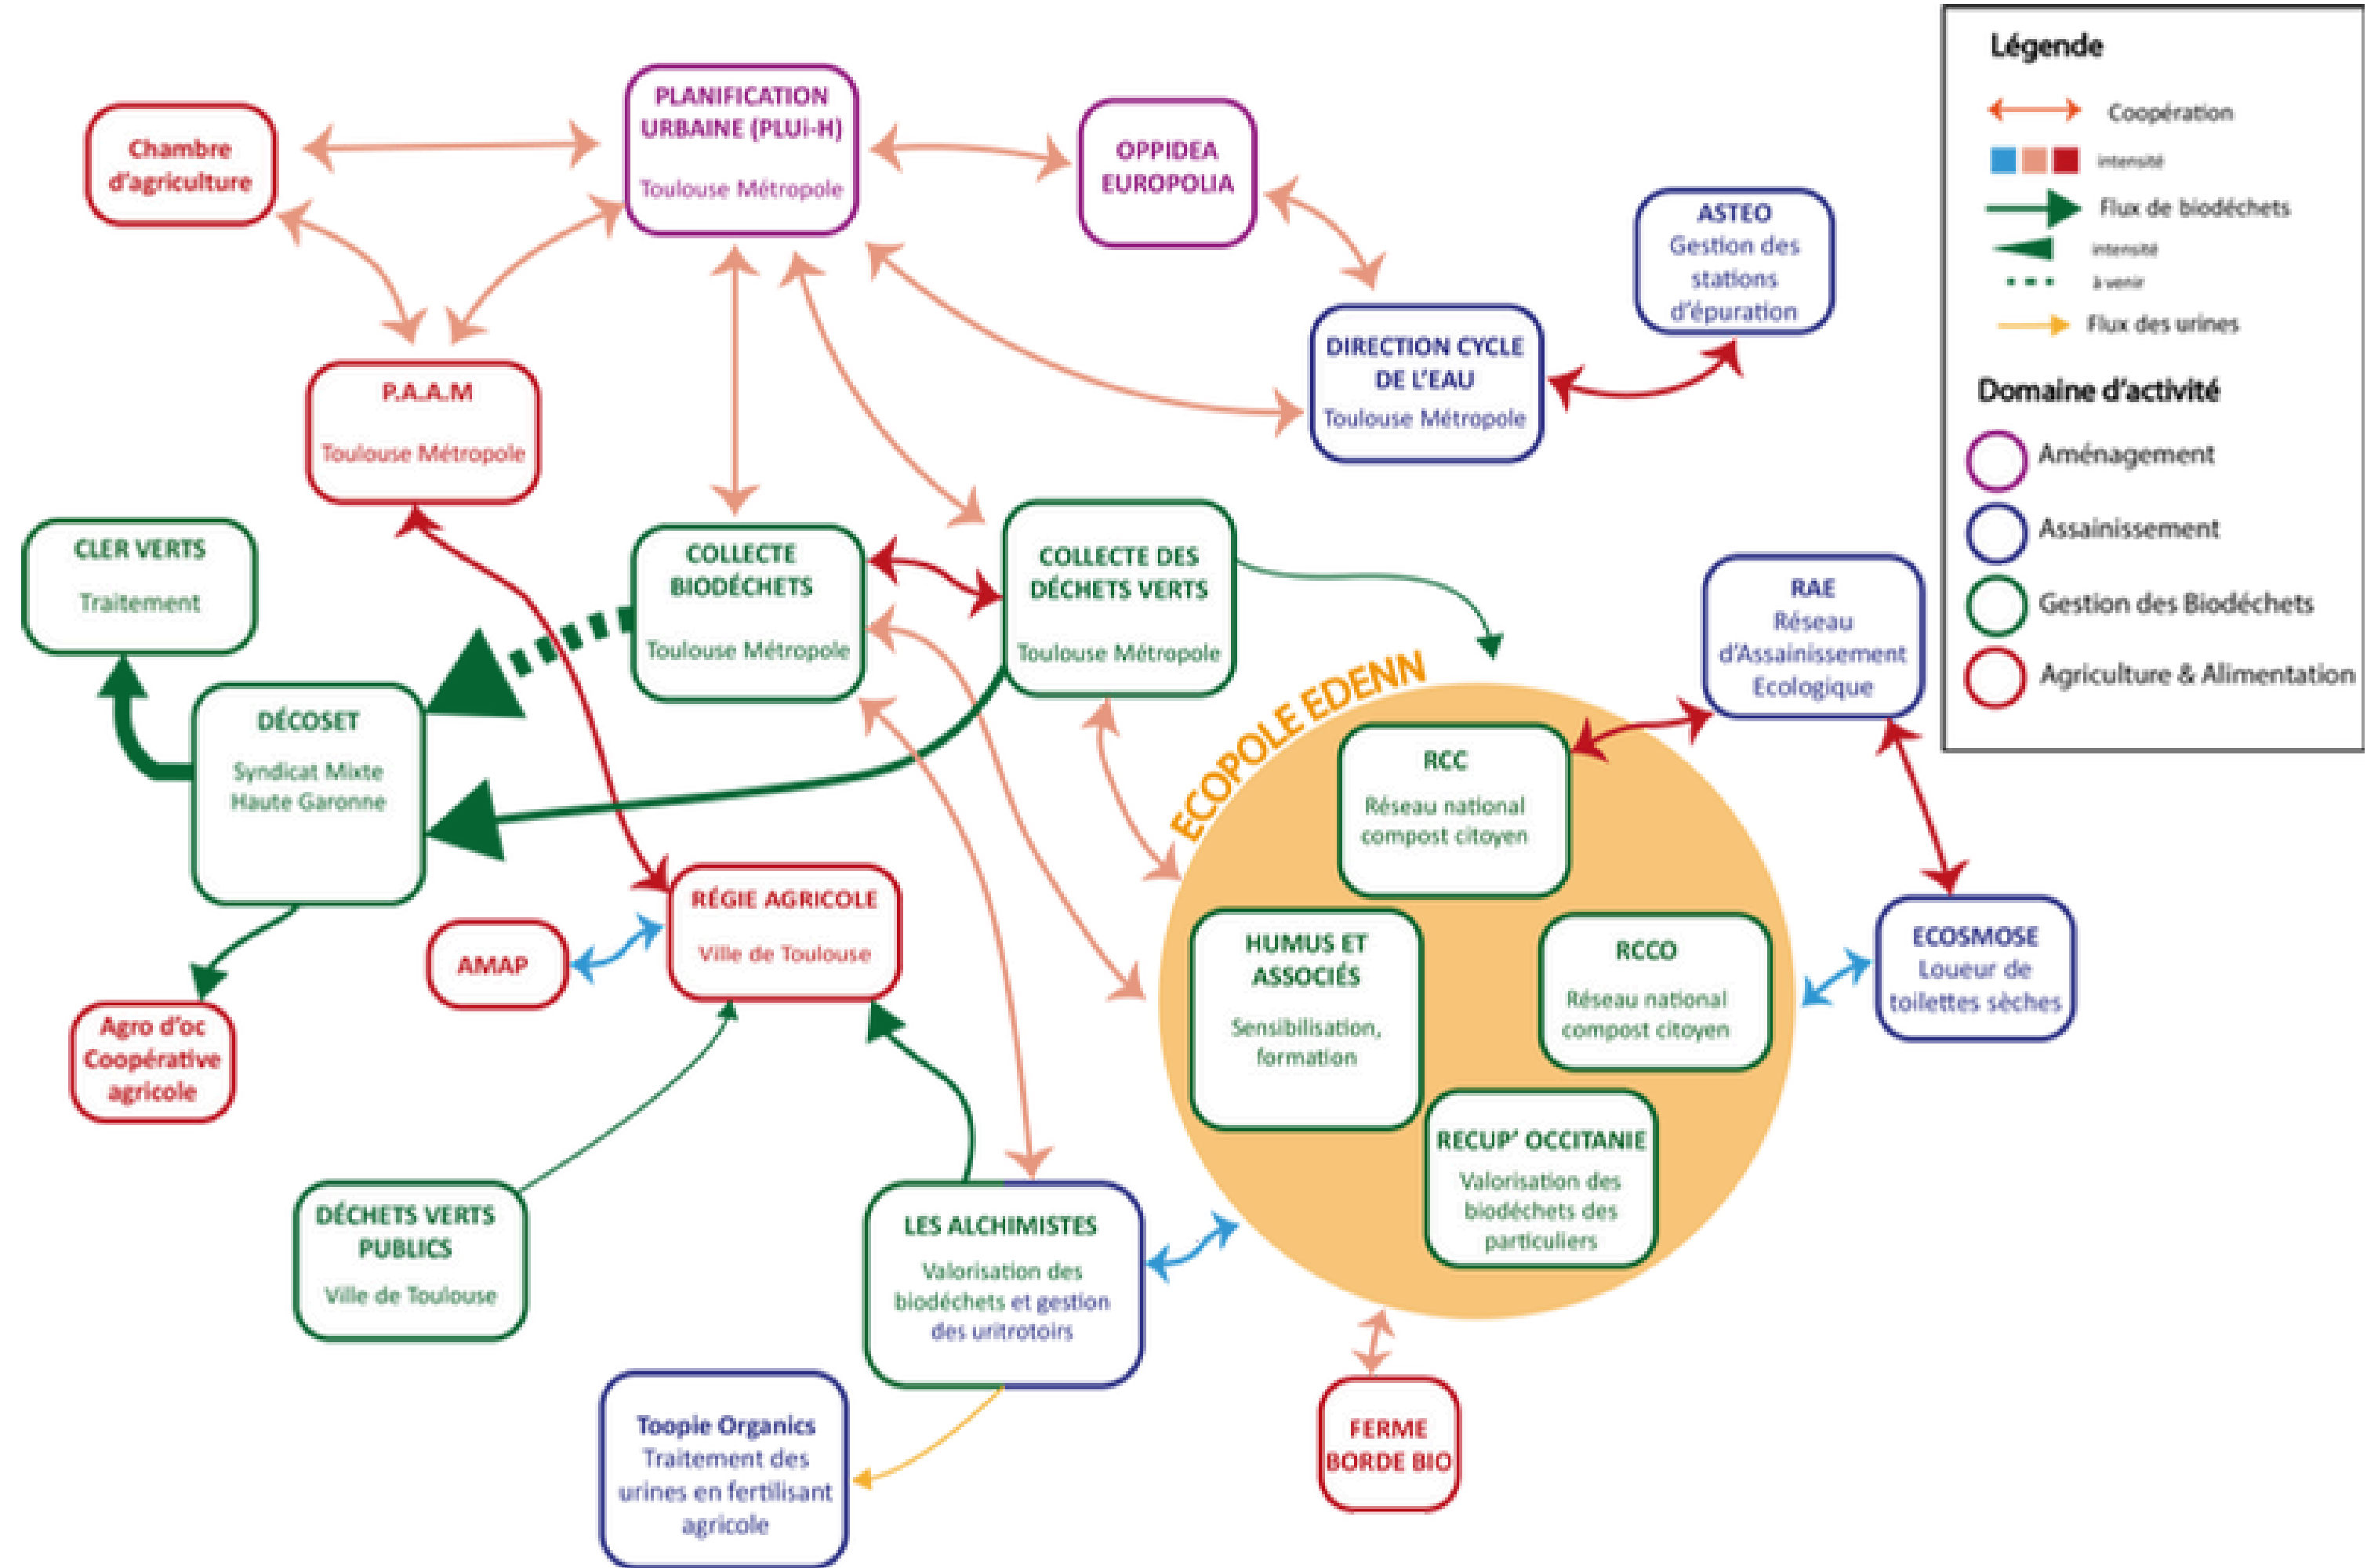 Légende
Coopération
intensité
Flux de biodéchets
intensité
à venir
Flux des urines
Domaine d'activité
Aménagement
Assainissement
Gestion des Biodéchets
Agriculture & Alimentation
Chambre
d'agriculture
PLANIFICATION
URBAINE (PLUi-H)
Toulouse Métropole
OPPIDEA
EUROPOLIA
ASTEO
Gestion des
stations
d'épuration
DIRECTION CYCLE
DE L'EAU
Toulouse Métropole
P.A.A.M
Toulouse Métropole
CLER VERTS
Traitement
COLLECTE
BIODÉCHETS
Toulouse Métropole
COLLECTE DES
DÉCHETS VERTS
Toulouse Métropole
RAE
Réseau
d'Assainissement
Ecologique
DÉCOSET
Syndicat Mixte
Haute Garonne
ECOPOLE EDENN
RCC
Réseau national
compost citoyen
RÉGIE AGRICOLE
Ville de Toulouse
AMAP
HUMUS ET
ASSOCIÉS
Sensibilisation,
formation
RCCO
Réseau national
compost citoyen
ECOSMOSE
Loueur de
toilettes sèches
Agro d'oc
Coopérative
agricole
RECUP' OCCITANIE
Valorisation des
biodéchets des
particuliers
DÉCHETS VERTS
PUBLICS
Ville de Toulouse
LES ALCHIMISTES
Valorisation des
biodéchets et gestion
des uritrotoirs
Toopie Organics
Traitement des
urines en fertilisant
agricole
FERME
BORDE BIO